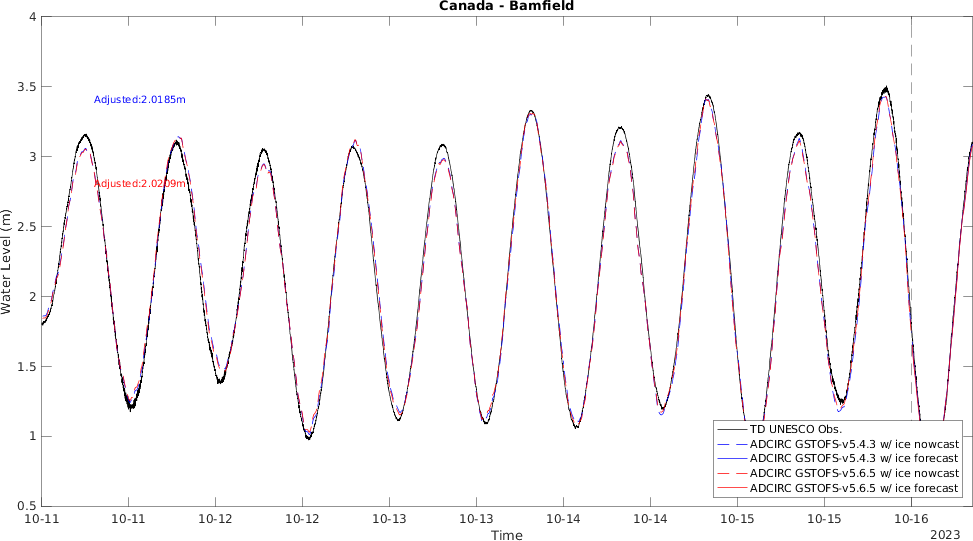 Canada - Bamfield
4
3.5
3
2.5
2
1.5
1
0.5
Water Level (m)
Adjusted:2.0185m
Adjusted:2.0209m
TD UNESCO Obs.
ADCIRC GSTOFS-v5.4.3 w/ ice nowcast
ADCIRC GSTOFS-v5.4.3 w/ ice forecast
ADCIRC GSTOFS-v5.6.5 w/ ice nowcast
ADCIRC GSTOFS-v5.6.5 w/ ice forecast
10-11 10-11 10-12 10-12 10-13 10-13 10-14 10-14 10-15 10-15 10-16
Time
2023